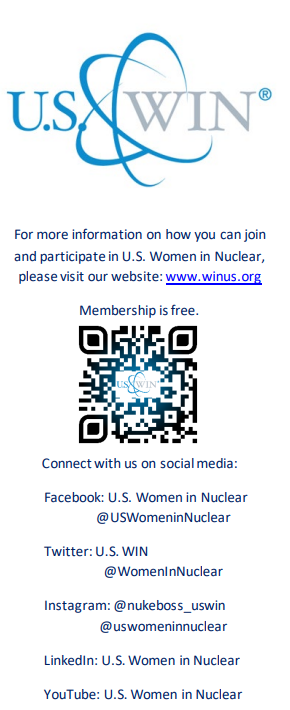 U.S. WIN®
For more information on how you can join
and participate in U.S. Women in Nuclear,
please visit our website: www.winus.org
Membership is free.
U.S. WIN
Connect with us on social media:
Facebook: U.S. Women in Nuclear
@USWomeninNuclear
Twitter: U.S. WIN
@WomenInNuclear
Instagram: @nukeboss_uswin
@uswomeninnuclear
LinkedIn: U.S. Women in Nuclear
YouTube: U.S. Women in Nuclear